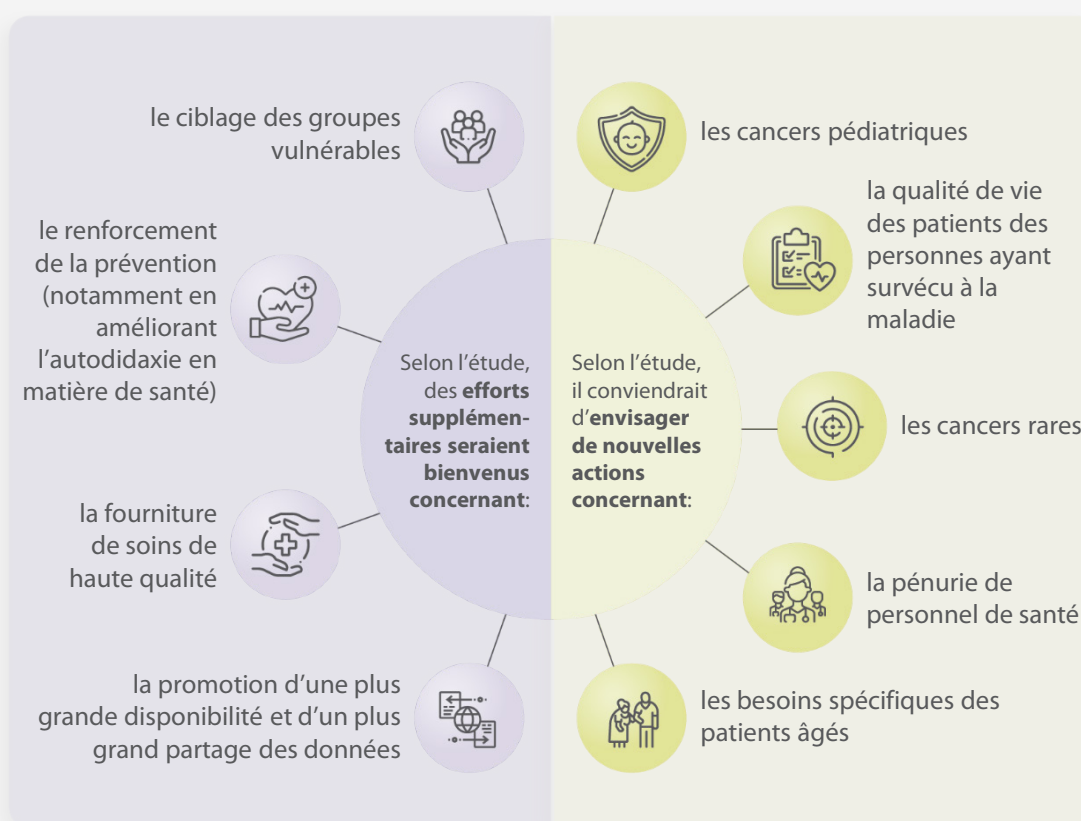 le ciblage des groupes
vulnérables
le renforcement
de la prévention
(notamment en
améliorant
l’autodidaxie en
matière de santé)
la fourniture
de soins de
haute qualité
la promotion d’une plus
grande disponibilité et d’un plus
grand partage des données
Selon l’étude,
des efforts
supplémen-
taires seraient
bienvenus
concernant:
Selon l’étude,
il conviendrait
d’envisager
de nouvelles
actions
concernant:
les cancers pédiatriques
la qualité de vie
des patients des
personnes ayant
survécu à la
maladie
les cancers rares
la pénurie de
personnel de santé
les besoins spécifiques des
patients âgés